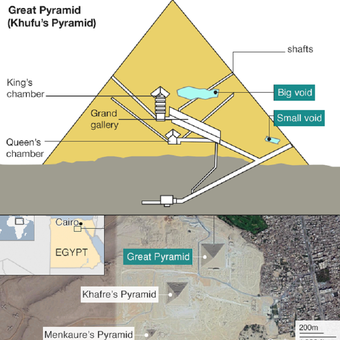 Great Pyramid
(Khufu's Pyramid)
shafts
King's
chamber
Big void
Grand
gallery
Small void
Queen's
chamber
Cairo
EGYPT
Great Pyramid
Khafre's Pyramid
Menkaure's Pyramid
200m